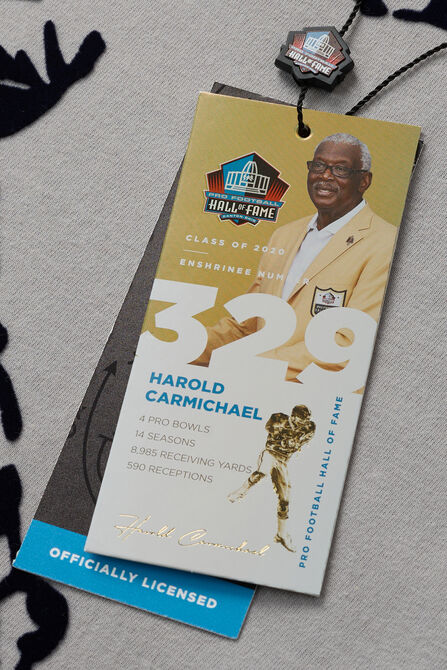 PRO FOOTBALL
HALL OF FAME
PRO FOOTBALL
HALL OF FAME
CANTON OHIO
CLASS OF 2020
ENSHRINEE NUMBER
329
HAROLD
CARMICHAEL
4 PRO BOWLS
14 SEASONS
8,985 RECEIVING YARDS
590 RECEPTIONS
PRO FOOTBALL HALL OF FAME
Harold Carmichael
OFFICIALLY LICENSED